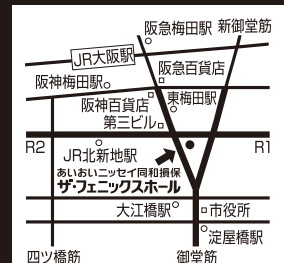 阪急梅田駅
新御堂筋
JR大阪駅
阪神梅田駅
阪急百貨店
阪神百貨店
東梅田駅
第三ビル
R2
R1
JR北新地駅
あいおいニッセイ同和損保
ザ・フェニックスホール
大江橋駅
市役所
淀屋橋駅
四ツ橋筋
御堂筋